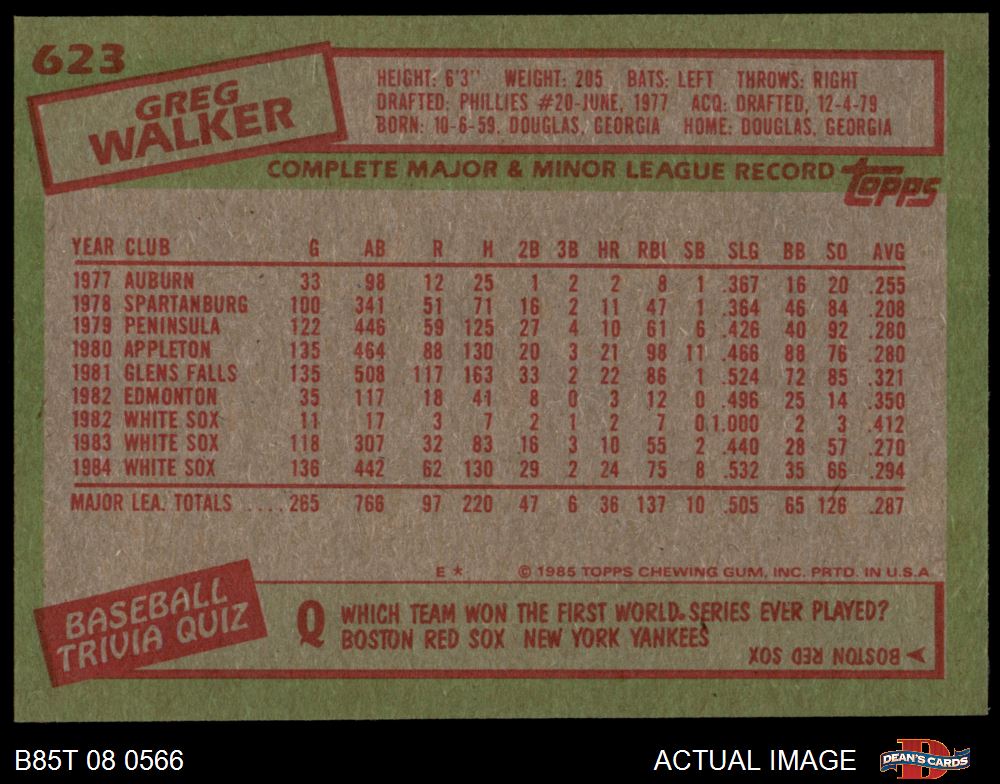 623
GREG
WALKER
HEIGHT: 6'3" WEIGHT: 205 BATS: LEFT THROWS: RIGHT
DRAFTED: PHILLIES #20-JUNE, 1977 ACQ: DRAFTED, 12-4-79
BORN: 10-6-59, DOUGLAS, GEORGIA HOME: DOUGLAS, GEORGIA
COMPLETE MAJOR & MINOR LEAGUE RECORD topps
YEAR CLUB G AB R H 2B 3B HR RBI SB SLG BB SO AVG
1977 AUBURN 33 98 12 25 1 2 2 8 1 .367 16 20 .255
1978 SPARTANBURG 100 341 51 71 16 2 11 47 1 .364 46 84 .208
1979 PENINSULA 122 446 59 125 27 4 10 61 6 .426 40 92 .280
1980 APPLETON 135 464 88 130 20 3 21 98 11 .466 88 76 .280
1981 GLENS FALLS 135 508 117 163 33 2 22 86 1 .524 72 85 .321
1982 EDMONTON 35 117 18 41 8 0 3 12 0 .496 25 14 .350
1982 WHITE SOX 11 17 3 7 2 1 2 7 0 1.000 2 3 .412
1983 WHITE SOX 118 307 32 83 16 3 10 55 2 .440 28 57 .270
1984 WHITE SOX 136 442 62 130 29 2 24 75 8 .532 35 66 .294
MAJOR LEA. TOTALS .... 265 766 97 220 47 6 36 137 10 .505 65 126 .287
E * © 1985 TOPPS CHEWING GUM, INC. PRTD. IN U.S.A.
BASEBALL
TRIVIA QUIZ
Q WHICH TEAM WON THE FIRST WORLD SERIES EVER PLAYED?
BOSTON RED SOX NEW YORK YANKEES
BOSTON RED SOX
B85T 08 0566
ACTUAL IMAGE
DEAN'S CARDS